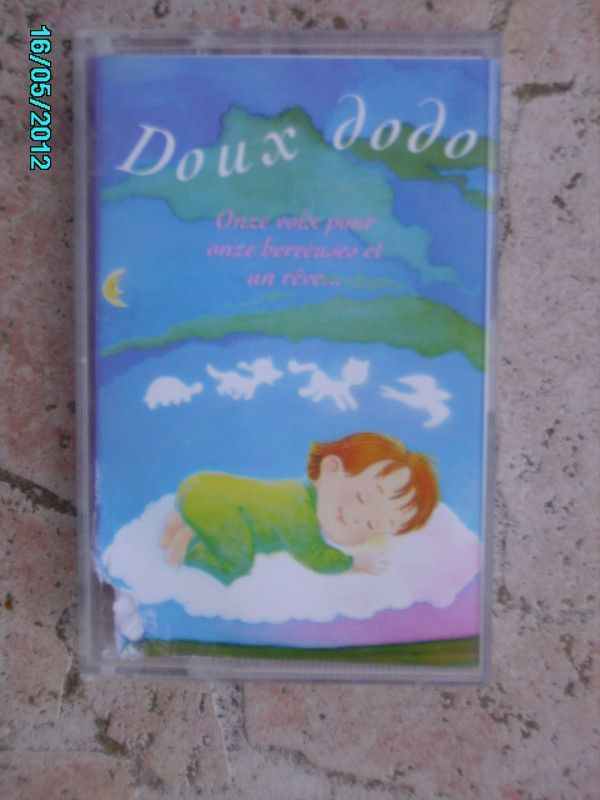 16/05/2012
Doux dodo
Onze voix pour
onze berceuses et
un rêve...